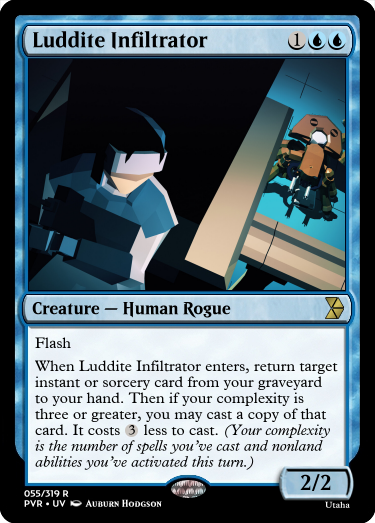 Luddite Infiltrator 1
Creature — Human Rogue
Flash
When Luddite Infiltrator enters, return target
instant or sorcery card from your graveyard
to your hand. Then if your complexity is
three or greater, you may cast a copy of that
card. It costs 3 less to cast. (Your complexity
is the number of spells you've cast and nonland
abilities you've activated this turn.)
2/2
055/319 R
PVR • UV Auburn Hodgson
Utaha